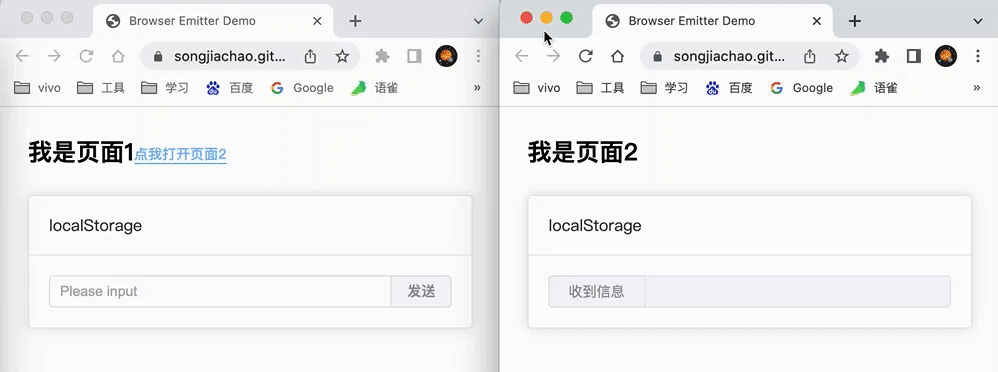 Browser Emitter Demo
songjiachao.git...
vivo 工具 学习 百度 Google 语雀 »
我是页面1点我打开页面2
localStorage
Please input 发送
Browser Emitter Demo
songjiachao.git...
vivo 工具 学习 百度 Google 语雀 »
我是页面2
localStorage
收到信息